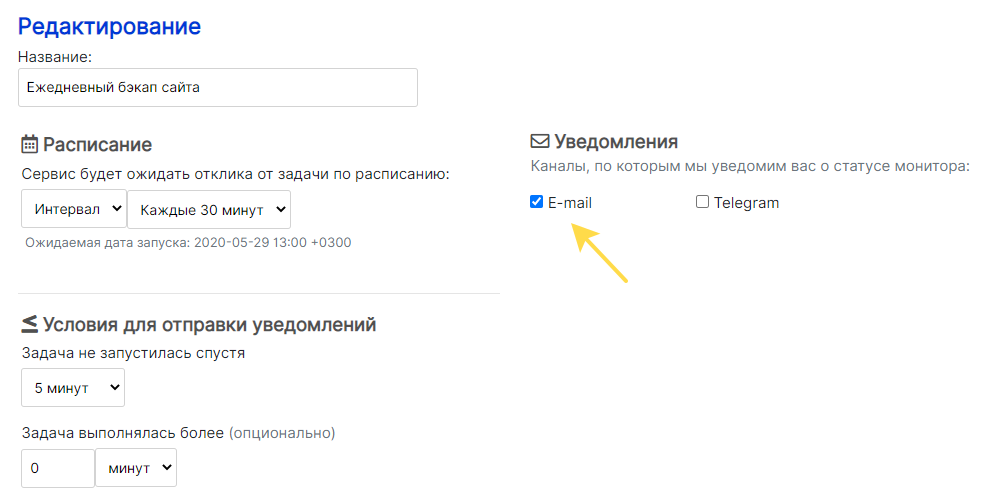 Редактирование
Название:
Ежедневный бэкап сайта
Расписание
Сервис будет ожидать отклика от задачи по расписанию:
Интервал Каждые 30 минут
Ожидаемая дата запуска: 2020-05-29 13:00 +0300
Уведомления
Каналы, по которым мы уведомим вас о статусе монитора:
E-mail Telegram
Условия для отправки уведомлений
Задача не запустилась спустя
5 минут
Задача выполнялась более (опционально)
0 минут